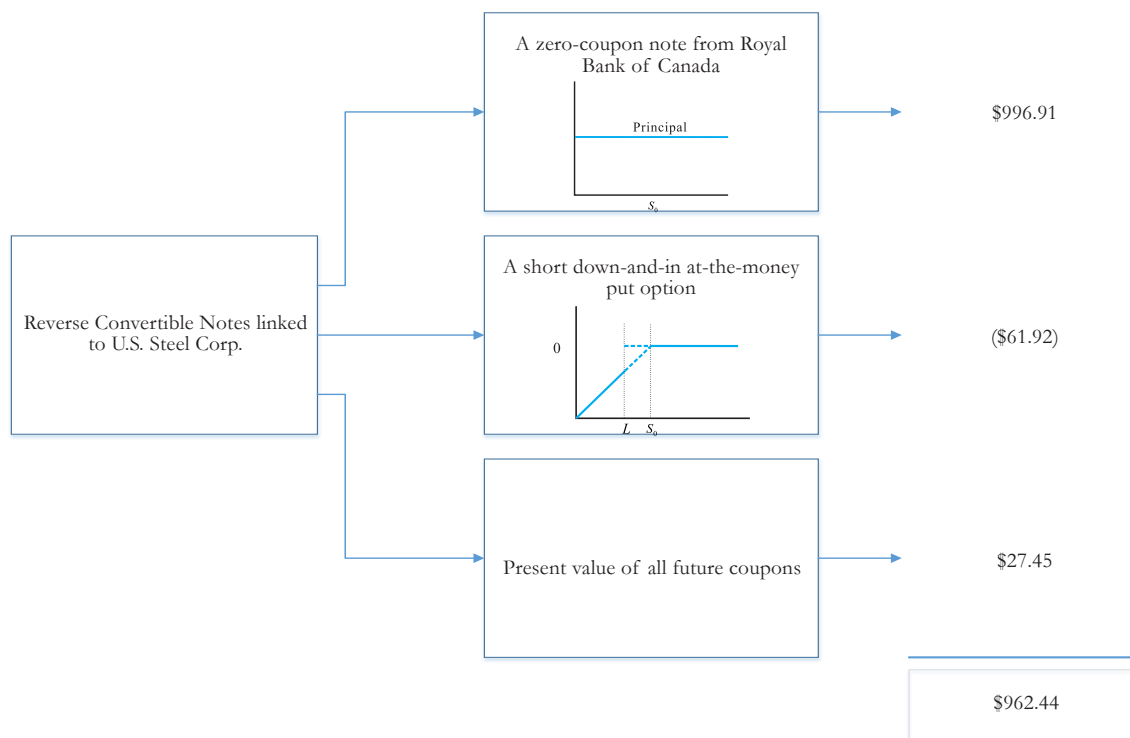 A zero-coupon note from Royal
Bank of Canada
Principal
S₀
$996.91
Reverse Convertible Notes linked
to U.S. Steel Corp.
A short down-and-in at-the-money
put option
0
L S₀
($61.92)
Present value of all future coupons
$27.45
$962.44